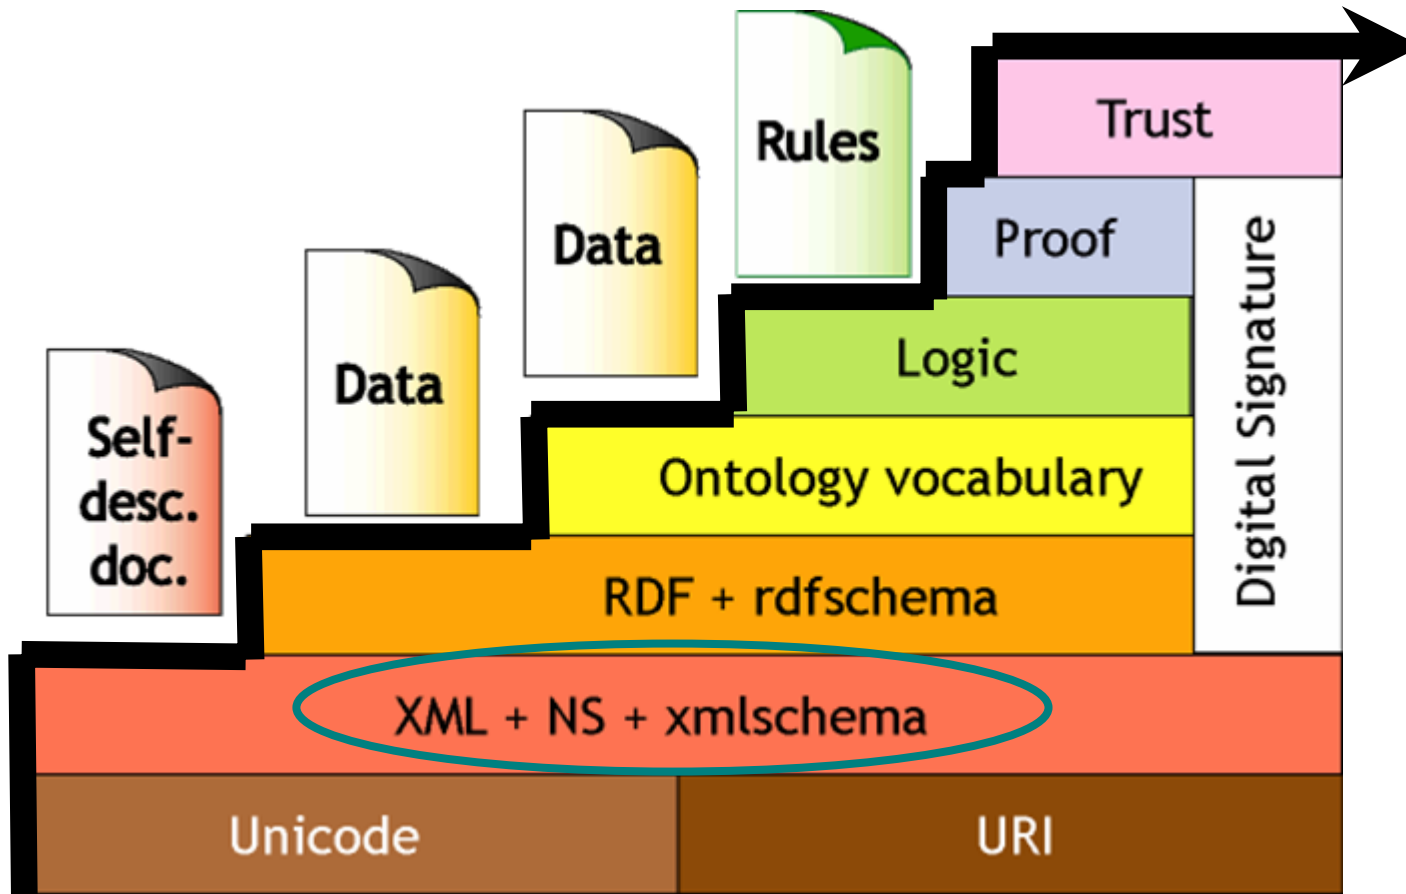 Rules
Trust
Data
Proof
Data
Logic
Self-
desc.
doc.
Ontology vocabulary
Digital Signature
RDF + rdfschema
XML + NS + xmlschema
Unicode
URI